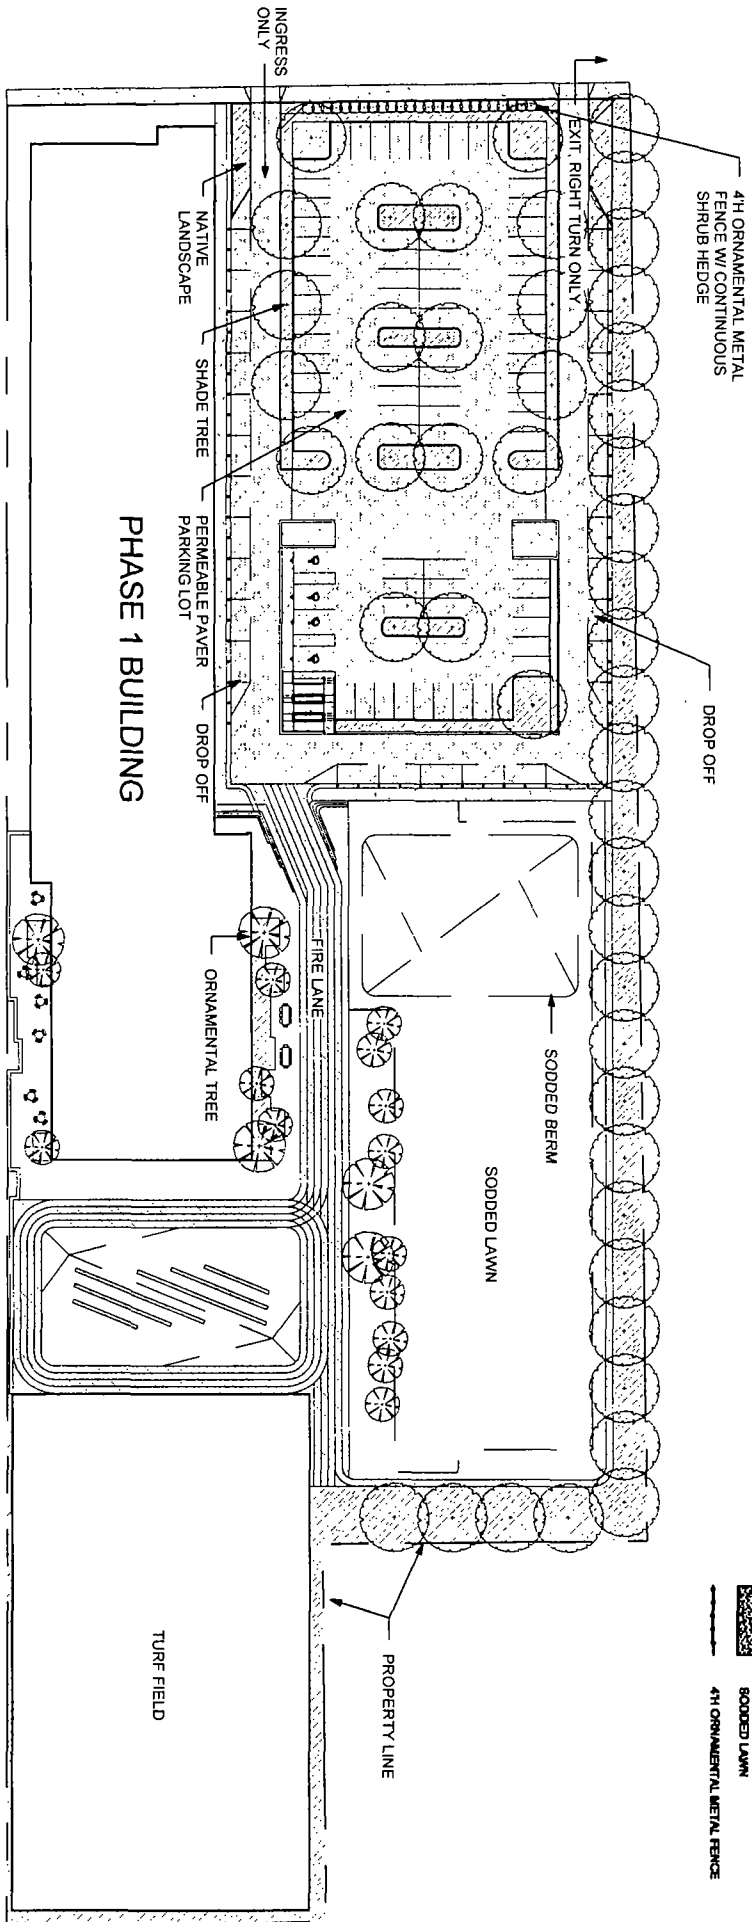 INGRESS
ONLY
EXIT, RIGHT TURN ONLY
4'H ORNAMENTAL METAL
FENCE W/ CONTINUOUS
SHRUB HEDGE
NATIVE
LANDSCAPE
SHADE TREE
PERMEABLE PAVER
PARKING LOT
DROP OFF
DROP OFF
PHASE 1 BUILDING
FIRE LANE
ORNAMENTAL TREE
SODDED BERM
SODDED LAWN
PROPERTY LINE
TURF FIELD
SODDED LAWN
4'H ORNAMENTAL METAL FENCE